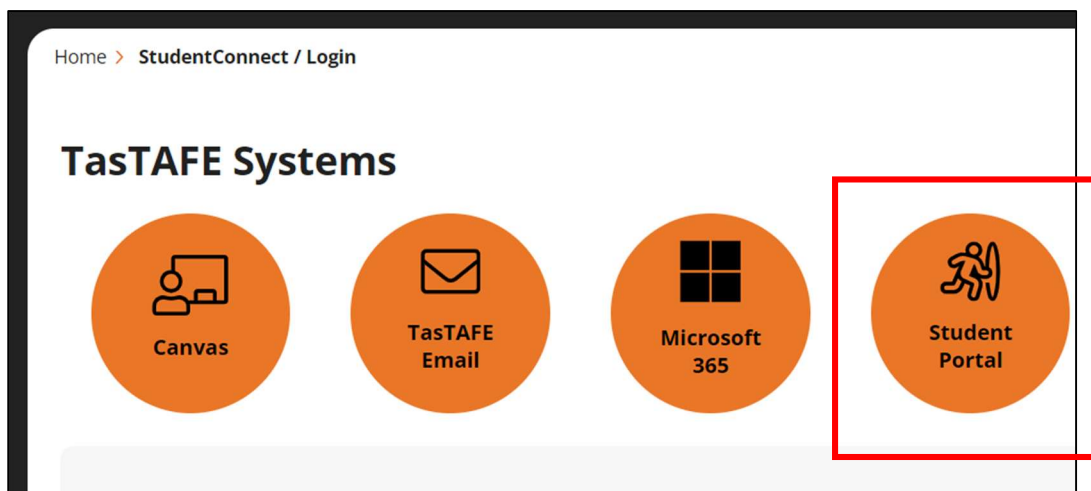 Home > StudentConnect / Login
TasTAFE Systems
Canvas
TasTAFE
Email
Microsoft
365
Student
Portal